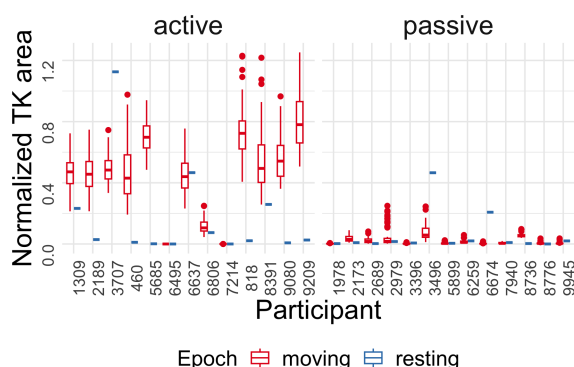 active passive
Normalized TK area
1.2
0.8
0.4
0.0
1309 2189 3707 460 5685 6495 6637 6806 7214 818 8391 9080 9209 1978 2173 2689 2979 3396 3496 5899 6259 6674 7940 8736 8776 9945
Participant
Epoch moving resting